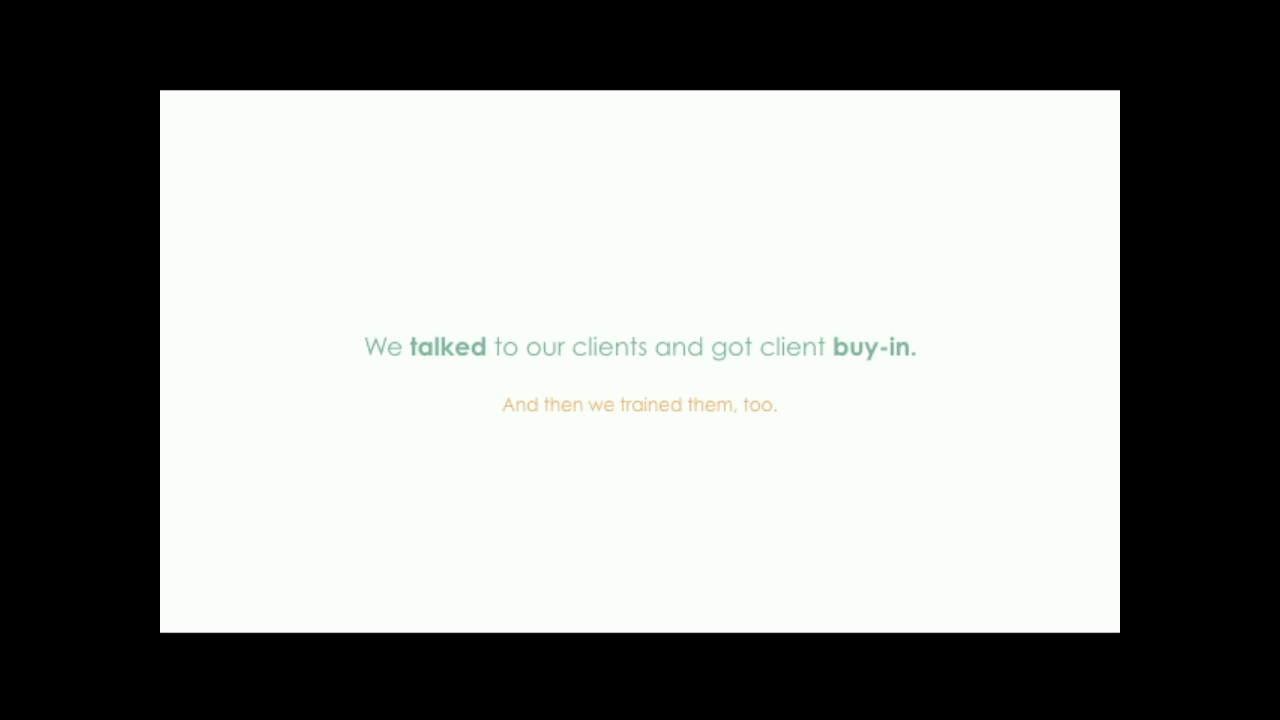 We talked to our clients and got client buy-in.
And then we trained them, too.